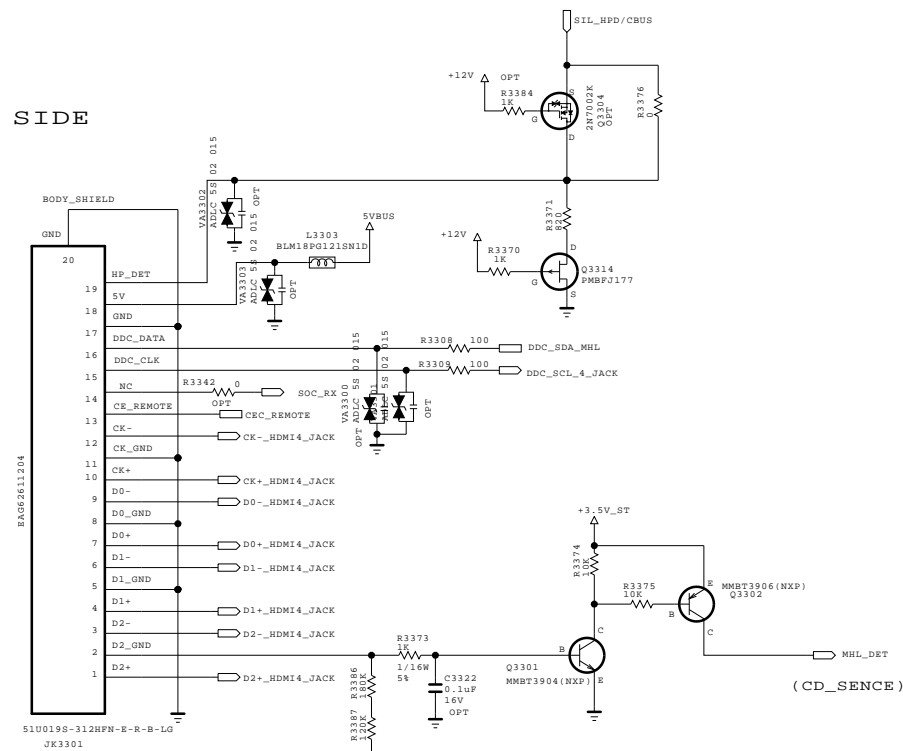 SIL_HPD/CBUS
+12V
OPT
R3384
1K
S
G
D
2N7002K
Q3304
OPT
R3376
0
SIDE
BODY_SHIELD
GND
20
VA3302
ADLC 5S 02 015
OPT
L3303
BLM18PG121SN1D
5VBUS
VA3303
ADLC 5S 02 015
OPT
R3371
820
+12V
R3370
1K
D
G
S
Q3314
PMBFJ177
19
HP_DET
18
5V
17
GND
16
DDC_DATA
R3308
100
DDC_SDA_MHL
15
DDC_CLK
R3309
100
DDC_SCL_4_JACK
14
NC
R3342
0
OPT
SOC_RX
VA3300
ADLC 5S 02 015
OPT
VA3301
ADLC 5S 02 015
OPT
13
CE_REMOTE
CEC_REMOTE
12
CK-
CK-_HDMI4_JACK
11
CK_GND
10
CK+
CK+_HDMI4_JACK
9
D0-
D0-_HDMI4_JACK
8
D0_GND
7
D0+
D0+_HDMI4_JACK
6
D1-
D1-_HDMI4_JACK
5
D1_GND
4
D1+
D1+_HDMI4_JACK
3
D2-
D2-_HDMI4_JACK
2
D2_GND
1
D2+
D2+_HDMI4_JACK
EAG62611204
51U019S-312HFN-E-R-B-LG
JK3301
R3373
1K
1/16W
5%
R3386
180K
R3387
120K
C3322
0.1uF
16V
OPT
+3.5V_ST
R3374
10K
R3375
10K
B
C
E
Q3301
MMBT3904(NXP)
E
B
C
MMBT3906(NXP)
Q3302
MHL_DET
(CD_SENCE)